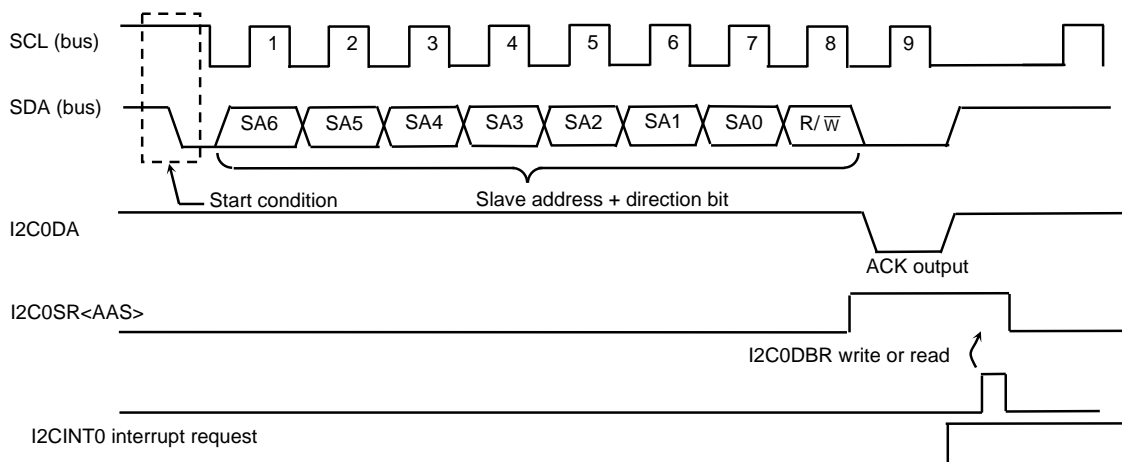 SCL (bus)
1 2 3 4 5 6 7 8 9
SDA (bus)
SA6 SA5 SA4 SA3 SA2 SA1 SA0 R/W̅
Start condition
Slave address + direction bit
I2C0DA
ACK output
I2C0SR<AAS>
I2C0DBR write or read
I2CINT0 interrupt request